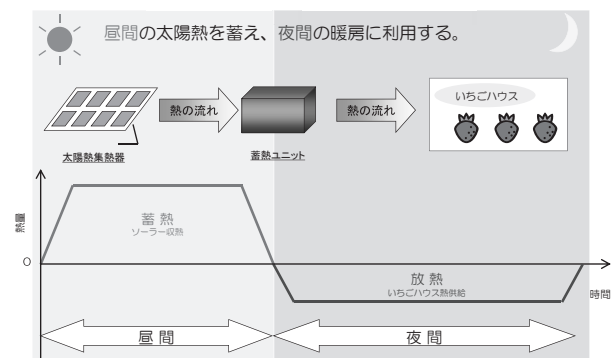 昼間の太陽熱を蓄え、夜間の暖房に利用する。
熱の流れ
熱の流れ
いちごハウス
太陽熱集熱器
蓄熱ユニット
熱量
蓄 熱
ソーラー収熱
O
放 熱
いちごハウス熱供給
時間
昼 間
夜 間